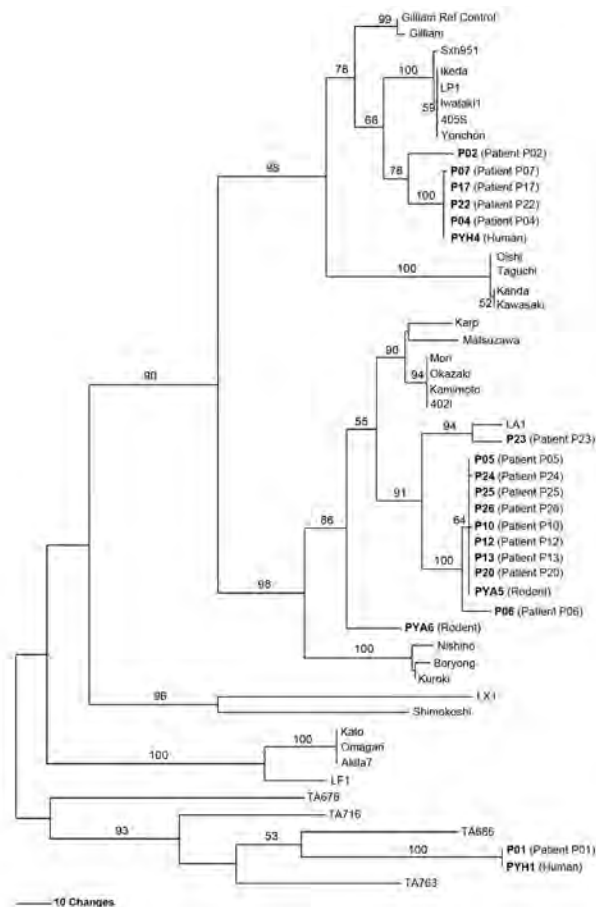 99
Gilliam Ref Control
Gilliam
78
Sxh951
100
Ikeda
LP1
59
Iwataki1
405S
Yonchon
68
P02 (Patient P02)
78
P07 (Patient P07)
P17 (Patient P17)
100
P22 (Patient P22)
P04 (Patient P04)
PYH4 (Human)
Oishi
100
Taguchi
Kanda
52
Kawasaki
90
Karp
Matsuzawa
Mori
94
Okazaki
Kamimoto
402I
55
94
LA1
P23 (Patient P23)
P05 (Patient P05)
P24 (Patient P24)
91
P25 (Patient P25)
P26 (Patient P26)
64
P10 (Patient P10)
86
P12 (Patient P12)
P13 (Patient P13)
100
P20 (Patient P20)
98
PYA5 (Rodent)
P06 (Patient P06)
PYA6 (Rodent)
100
Nishino
Boryong
Kuroki
96
LX1
Shimokoshi
Kato
100
Omagari
100
Akita7
LF1
TA678
TA716
93
53
TA686
100
P01 (Patient P01)
PYH1 (Human)
TA763
10 Changes